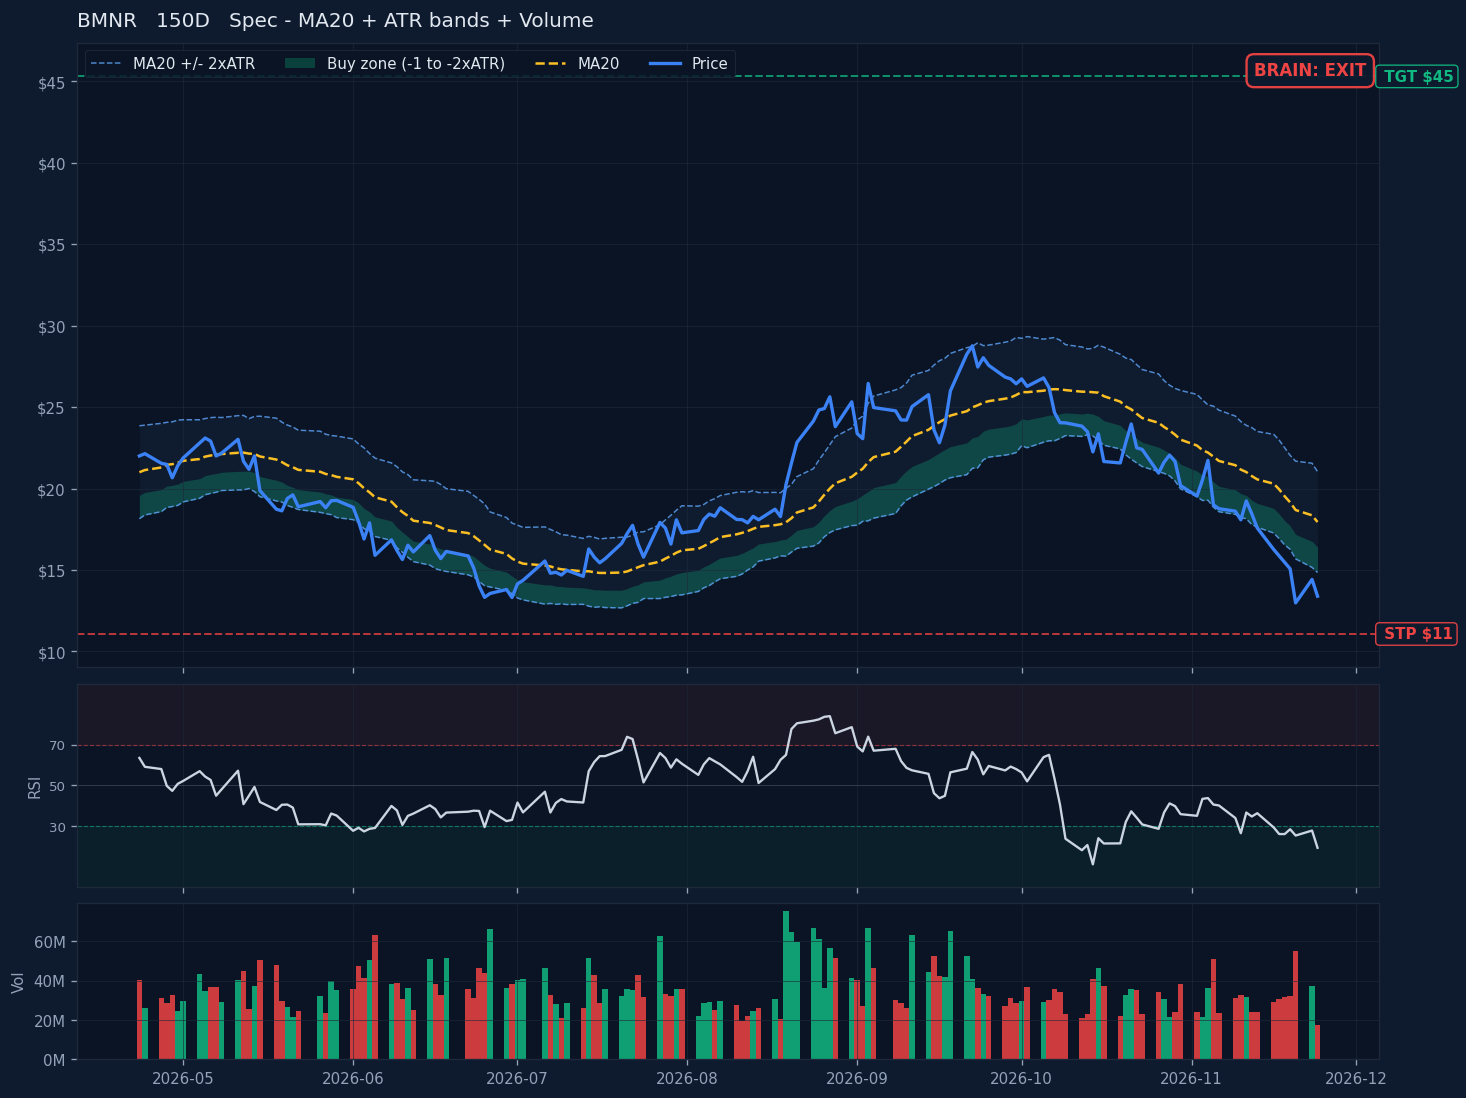 BMNR   150D   Spec - MA20 + ATR bands + Volume
MA20 +/- 2xATR
Buy zone (-1 to -2xATR)
MA20
Price
BRAIN: EXIT
TGT $45
$45
$40
$35
$30
$25
$20
$15
$10
STP $11
RSI
70
50
30
Vol
60M
40M
20M
0M
2026-05
2026-06
2026-07
2026-08
2026-09
2026-10
2026-11
2026-12